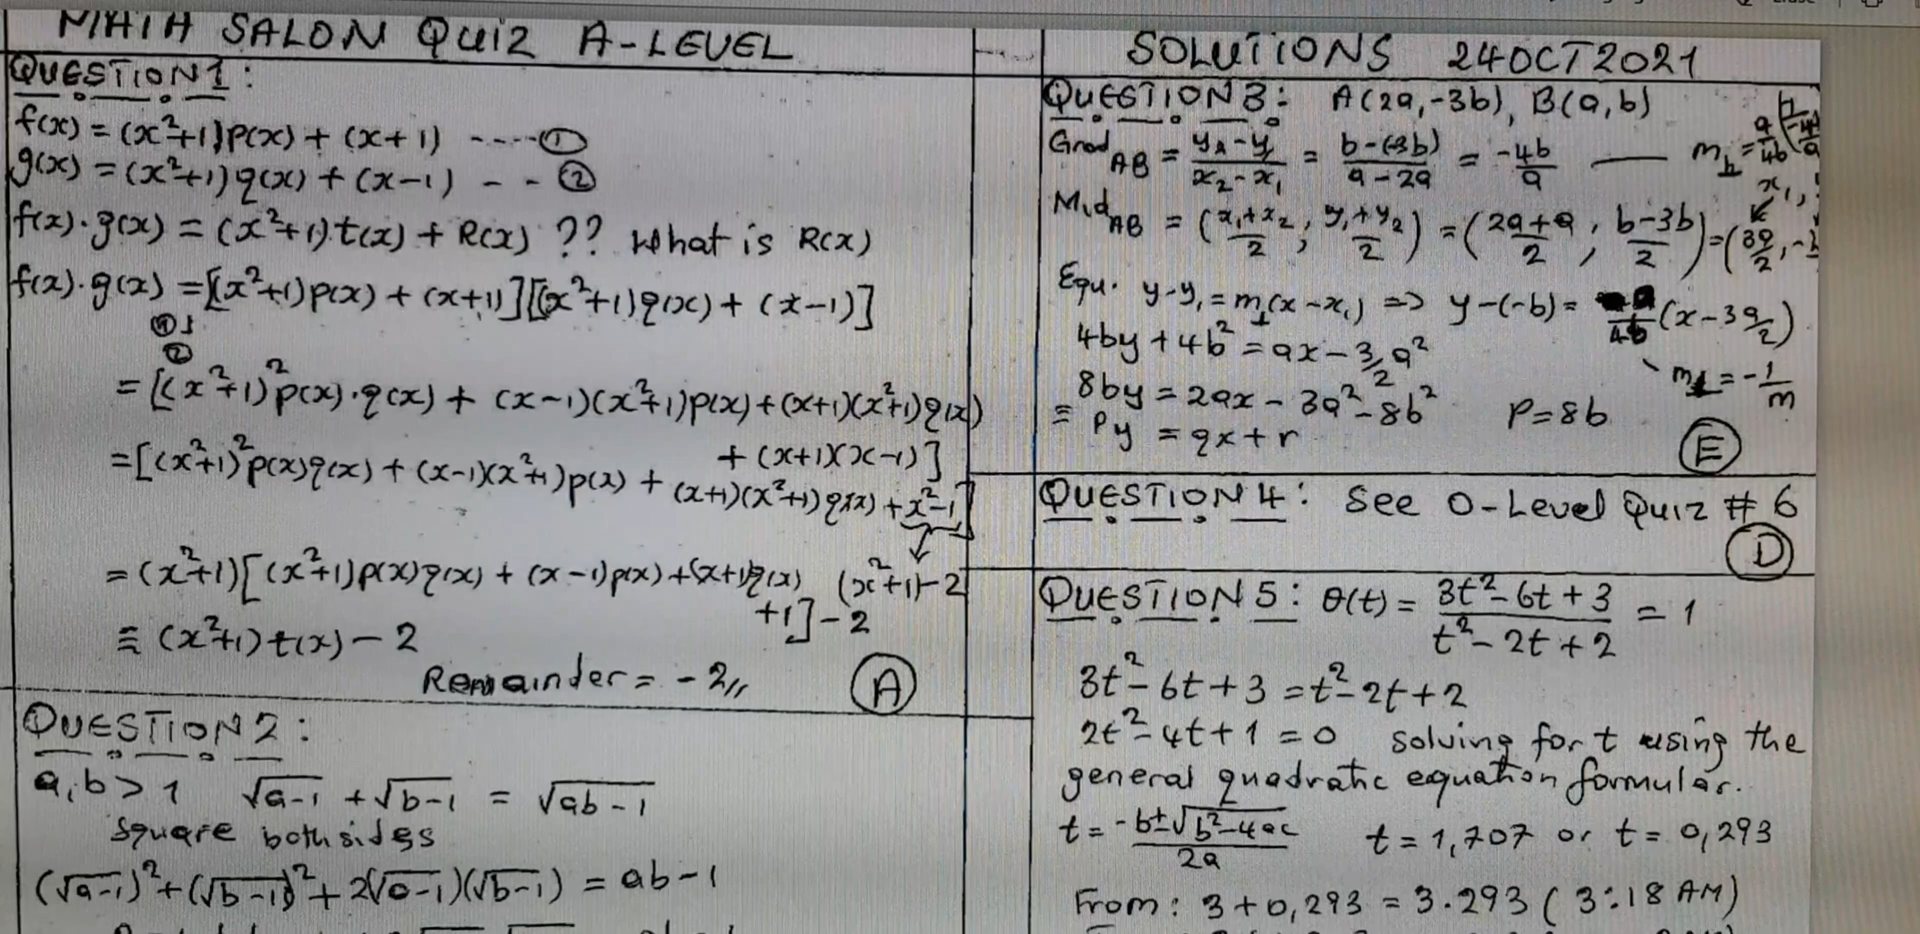 MATH SALON QUIZ A-LEVEL
QUESTION 1:
f(x) = (x²+1)p(x) + (x+1) ----- ①
g(x) = (x²+1)q(x) + (x-1) - - ②
f(x)·g(x) = (x²+1)·t(x) + R(x) ?? What is R(x)
f(x)·g(x) = [(x²+1)p(x) + (x+1)][(x²+1)q(x) + (x-1)]
②
= [(x²+1)²p(x)·q(x) + (x-1)(x²+1)p(x) + (x+1)(x²+1)q(x)
+ (x+1)(x-1)]
= [(x²+1)²p(x)q(x) + (x-1)(x²+1)p(x) + (x+1)(x²+1)q(x) + x²-1]
= (x²+1)[(x²+1)p(x)q(x) + (x-1)p(x) + (x+1)q(x) (x²+1)-2
+1] - 2
≡ (x²+1)t(x) - 2
Remainder = -2,,
A
QUESTION 2:
a,b > 1 √a-1 + √b-1 = √ab-1
square both sides
(√a-1)² + (√b-1)² + 2(√a-1)(√b-1) = ab-1
SOLUTIONS 24 OCT 2021
QUESTION 3: A(2a,-3b), B(a,b)
Grad AB = y₂-y₁/x₂-x₁ = b-(-3b)/a-2a = -4b/a
Mid AB = (x₁+x₂/2, y₁+y₂/2) = (2a+a/2, b-3b/2) = (3a/2,
Equ. y-y₁ = m⊥(x-x₁) => y-(-b) = a/4b (x-3a/2)
4by + 4b² = ax - 3/2 a²
m⊥ = -1/m
8by = 2ax - 3a² - 8b² P = 8b
≡ Py = qx + r
E
QUESTION 4: See O-Level Quiz # 6
D
QUESTION 5: θ(t) = 3t²-6t+3/t²-2t+2 = 1
3t²-6t+3 = t²-2t+2
2t²-4t+1 = 0 solving for t using the
general quadratic equation formular.
t = -b±√b²-4ac/2a t = 1,707 or t = 0,293
From: 3+0,293 = 3.293 (3:18 AM)